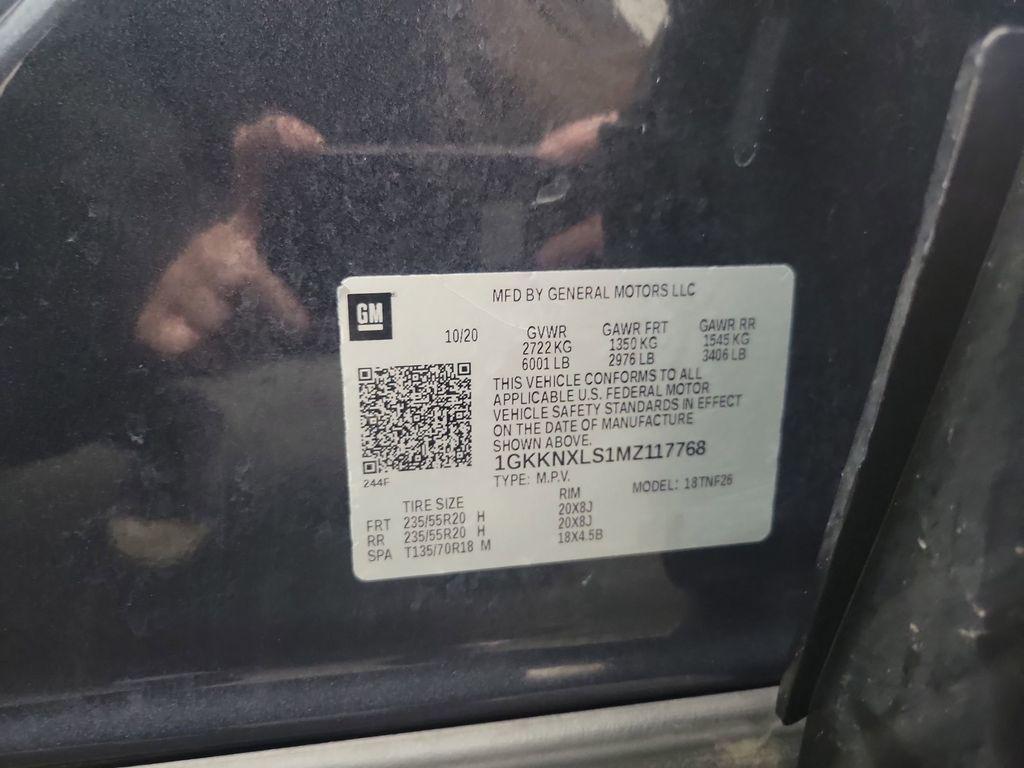 GM
MFD BY GENERAL MOTORS LLC
10/20
GVWR GAWR FRT GAWR RR
2722 KG 1350 KG 1545 KG
6001 LB 2976 LB 3406 LB
THIS VEHICLE CONFORMS TO ALL
APPLICABLE U.S. FEDERAL MOTOR
VEHICLE SAFETY STANDARDS IN EFFECT
ON THE DATE OF MANUFACTURE
SHOWN ABOVE.
1GKKNXLS1MZ117768
TYPE: M.P.V. MODEL: 18TNF26
244F
TIRE SIZE RIM
FRT 235/55R20 H 20X8J
RR 235/55R20 H 20X8J
SPA T135/70R18 M 18X4.5B